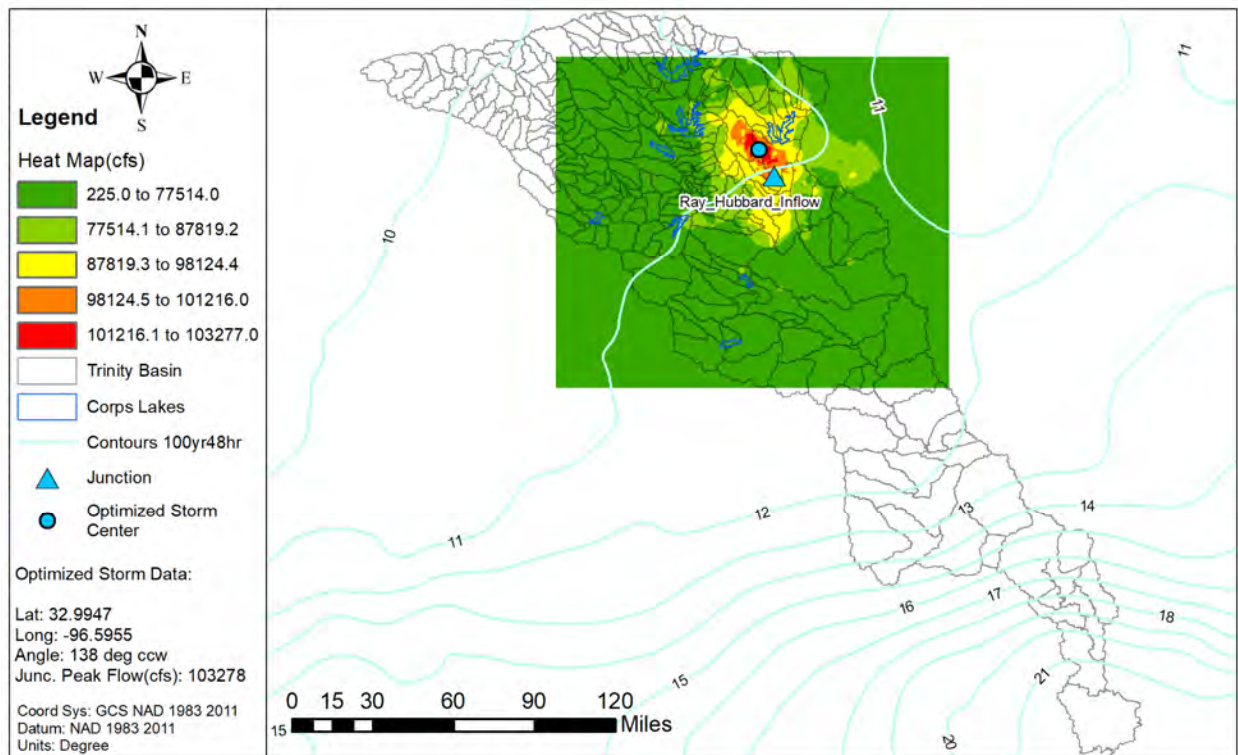 N
W E
S
Legend
Heat Map(cfs)
225.0 to 77514.0
77514.1 to 87819.2
87819.3 to 98124.4
98124.5 to 101216.0
101216.1 to 103277.0
Trinity Basin
Corps Lakes
Contours 100yr48hr
Junction
Optimized Storm
Center
Optimized Storm Data:
Lat: 32.9947
Long: -96.5955
Angle: 138 deg ccw
Junc. Peak Flow(cfs): 103278
Coord Sys: GCS NAD 1983 2011
Datum: NAD 1983 2011
Units: Degree
11
11
Ray_Hubbard_Inflow
10
12
13
14
11
16
17
18
15
21
20
15
0 15 30 60 90 120
Miles